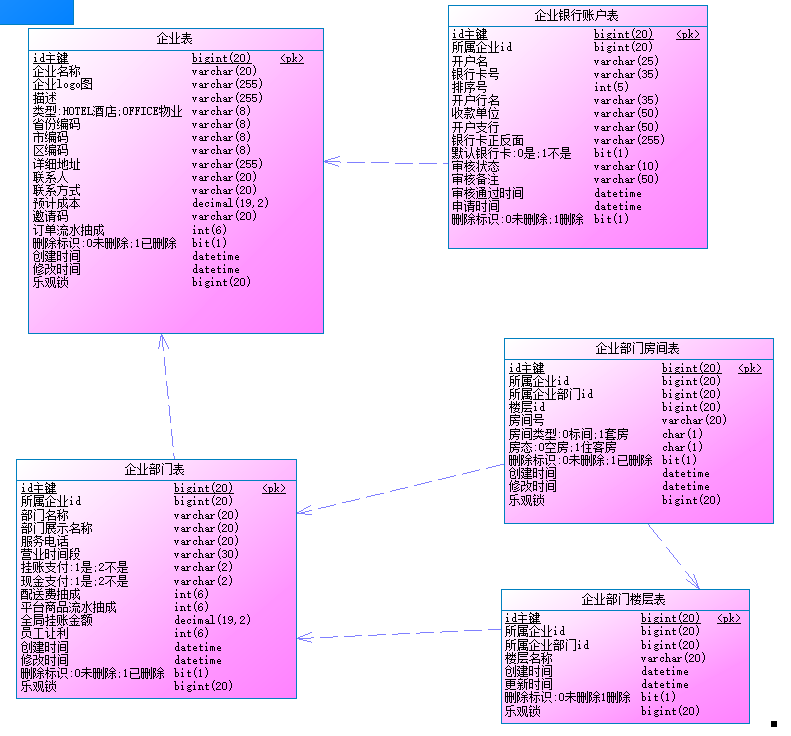 企业表
id主键 bigint(20) <pk>
企业名称 varchar(20)
企业logo图 varchar(255)
描述 varchar(255)
类型:HOTEL酒店;OFFICE物业 varchar(8)
省份编码 varchar(8)
市编码 varchar(8)
区编码 varchar(8)
详细地址 varchar(255)
联系人 varchar(20)
联系方式 varchar(20)
预计成本 decimal(19,2)
邀请码 varchar(20)
订单流水抽成 int(6)
删除标识:0未删除;1已删除 bit(1)
创建时间 datetime
修改时间 datetime
乐观锁 bigint(20)
企业银行账户表
id主键 bigint(20) <pk>
所属企业id bigint(20)
开户名 varchar(25)
银行卡号 varchar(35)
排序号 int(5)
开户行名 varchar(35)
收款单位 varchar(50)
开户支行 varchar(50)
银行卡正反面 varchar(255)
默认银行卡:0是;1不是 bit(1)
审核状态 varchar(10)
审核备注 varchar(50)
审核通过时间 datetime
申请时间 datetime
删除标识:0未删除;1删除 bit(1)
企业部门房间表
id主键 bigint(20) <pk>
所属企业id bigint(20)
所属企业部门id bigint(20)
楼层id bigint(20)
房间号 varchar(20)
房间类型:0标间;1套房 char(1)
房态:0空房;1住客房 char(1)
删除标识:0未删除;1已删除 bit(1)
创建时间 datetime
修改时间 datetime
乐观锁 bigint(20)
企业部门表
id主键 bigint(20) <pk>
所属企业id bigint(20)
部门名称 varchar(20)
部门展示名称 varchar(20)
服务电话 varchar(20)
营业时间段 varchar(30)
挂账支付:1是;2不是 varchar(2)
现金支付:1是;2不是 varchar(2)
配送费抽成 int(6)
平台商品流水抽成 int(6)
全局挂账金额 decimal(19,2)
员工让利 int(6)
创建时间 datetime
修改时间 datetime
删除标识:0未删除;1已删除 bit(1)
乐观锁 bigint(20)
企业部门楼层表
id主键 bigint(20) <pk>
所属企业id bigint(20)
所属企业部门id bigint(20)
楼层名称 varchar(20)
创建时间 datetime
更新时间 datetime
删除标识:0未删除1删除 bit(1)
乐观锁 bigint(20)